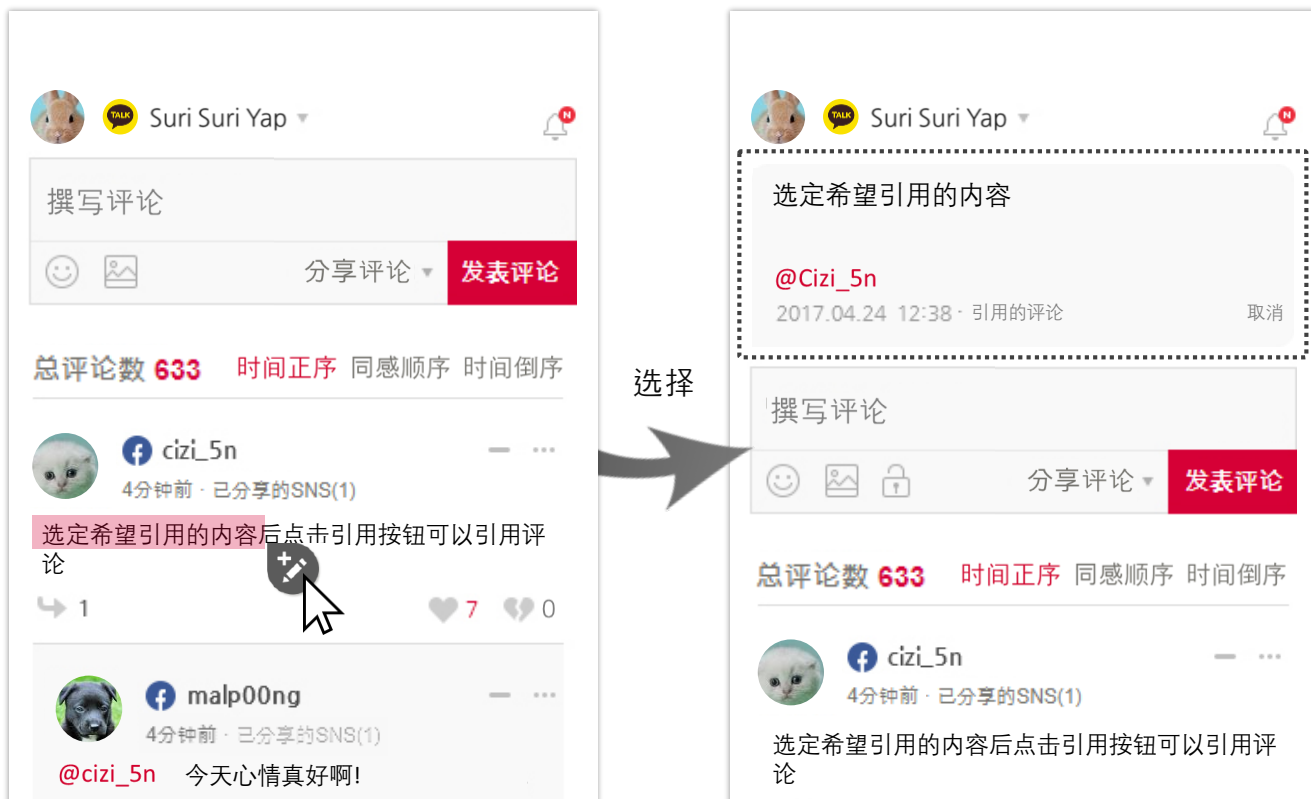 TALK Suri Suri Yap
N
撰写评论
分享评论 发表评论
总评论数 633 时间正序 同感顺序 时间倒序
cizi_5n
4分钟前 · 已分享的SNS(1)
选定希望引用的内容后点击引用按钮可以引用评
论
1 7 0
malp00ng
4分钟前 · 已分享的SNS(1)
@cizi_5n 今天心情真好啊!
选择
TALK Suri Suri Yap
N
选定希望引用的内容
@Cizi_5n
2017.04.24 12:38 · 引用的评论 取消
撰写评论
分享评论 发表评论
总评论数 633 时间正序 同感顺序 时间倒序
cizi_5n
4分钟前 · 已分享的SNS(1)
选定希望引用的内容后点击引用按钮可以引用评
论